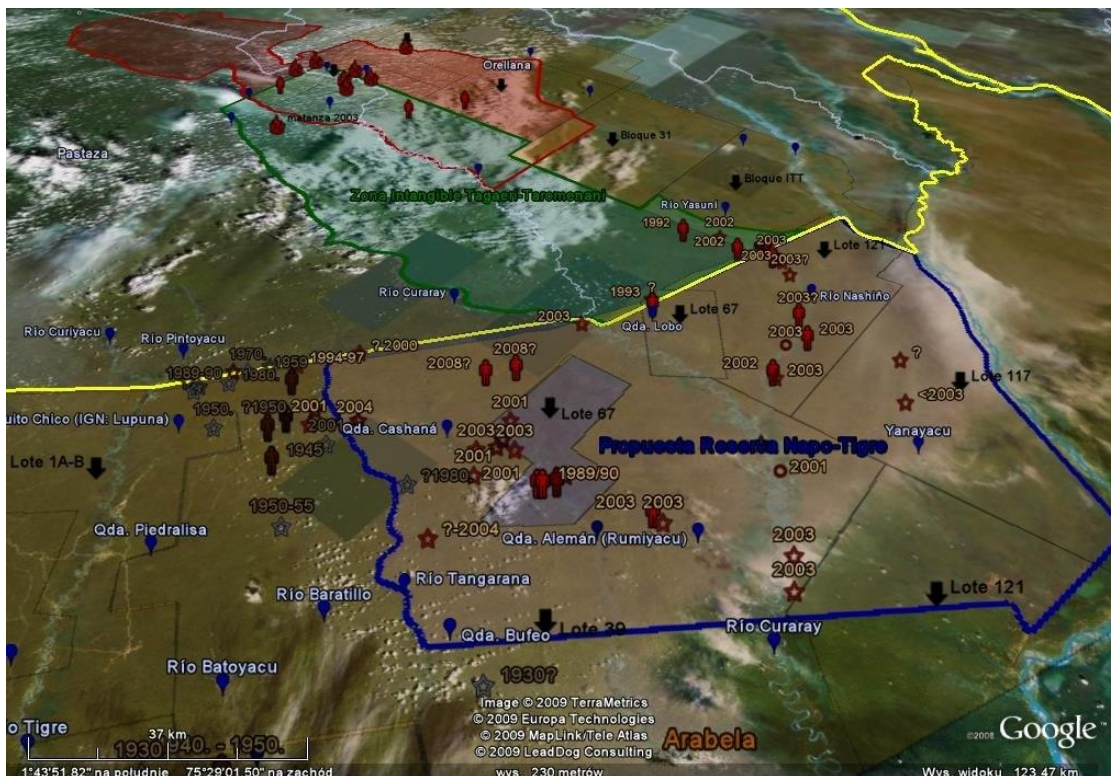 Orellana
matanza 2003
Bloque 31
Pastaza
Bloque ITT
Zona Intangible Tagaeri-Taromenani
Río Yasuni
1992
2002
2002
2003
2003
2003?
Lote 121
Río Curaray
1993 ?
Río Nashiño
2003?
Río Curiyacu
Río Pintoyacu
2003
Qda. Lobo
Lote 67
2003
2003
?-2000
1970.
1959
1994-97
2008?
2008?
2002
2003
?
1989-90
1980.
Lote 117
<2003
1950.
?1950
2001
2004
2001
2001
Lote 67
uito Chico (IGN: Lupuna)
Qda. Cashaná
2003
2003
Propuesta Reserva Napo-Tigre
Yanayacu
1945
Lote 1A-B
2001
?1980
2001
1989/90
2001
1950-55
2003
2003
Qda. Piedralisa
?-2004
Qda. Alemán (Rumiyacu)
2003
2003
Río Tangarana
Río Baratillo
Lote 121
Lote 39
Qda. Bufeo
Río Curaray
Río Batoyacu
1930?
Image © 2009 TerraMetrics
© 2009 Europa Technologies
© 2009 MapLink/Tele Atlas
© 2009 LeadDog Consulting
Arabela
©2008 Google™
o Tigre
37 km
1930
940. - 1950.
1°43'51.82" na południe 75°29'01.50" na zachód
wys. 230 metrów
Wys. widoku 123.47 km